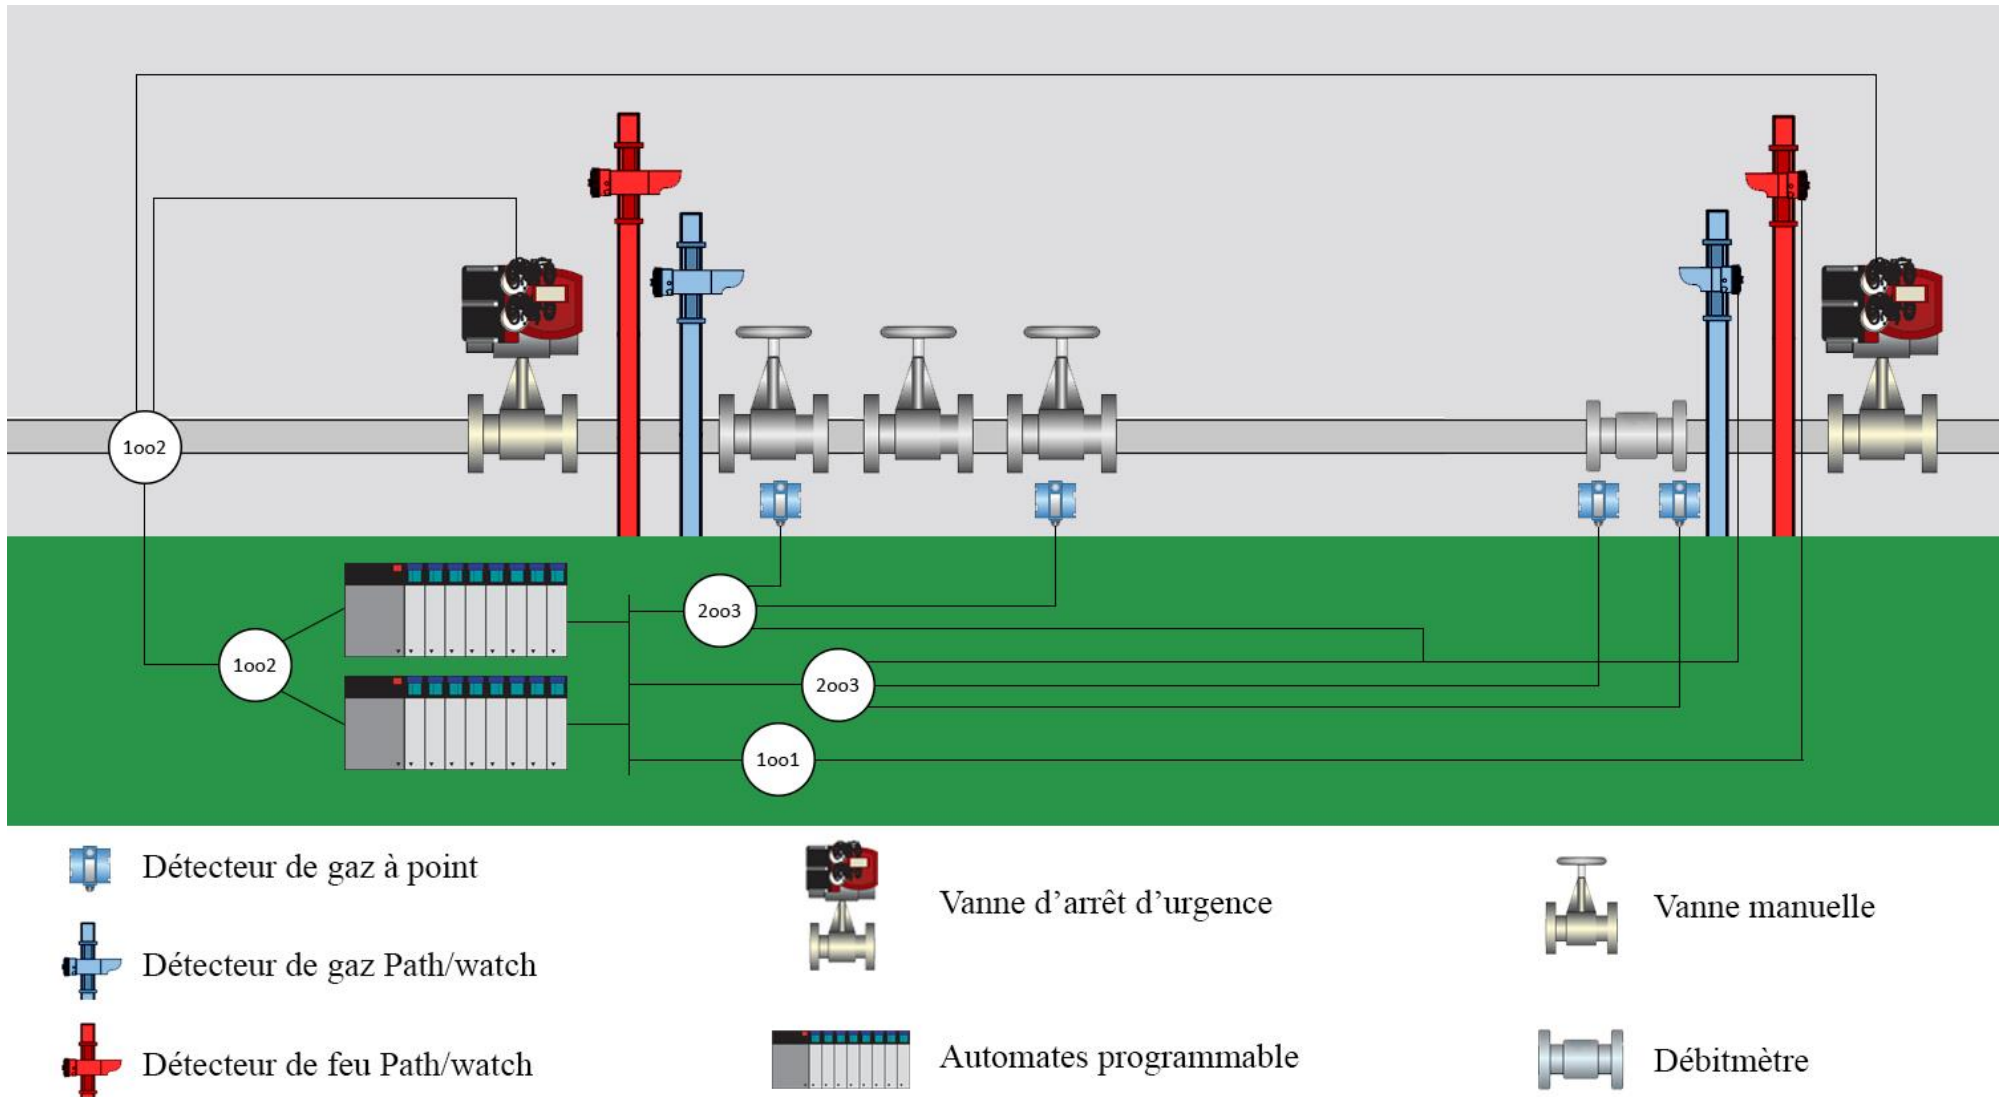 1oo2
2oo3
1oo2
2oo3
1oo1
Détecteur de gaz à point
Vanne d’arrêt d’urgence
Vanne manuelle
Détecteur de gaz Path/watch
Détecteur de feu Path/watch
Automates programmable
Débitmètre